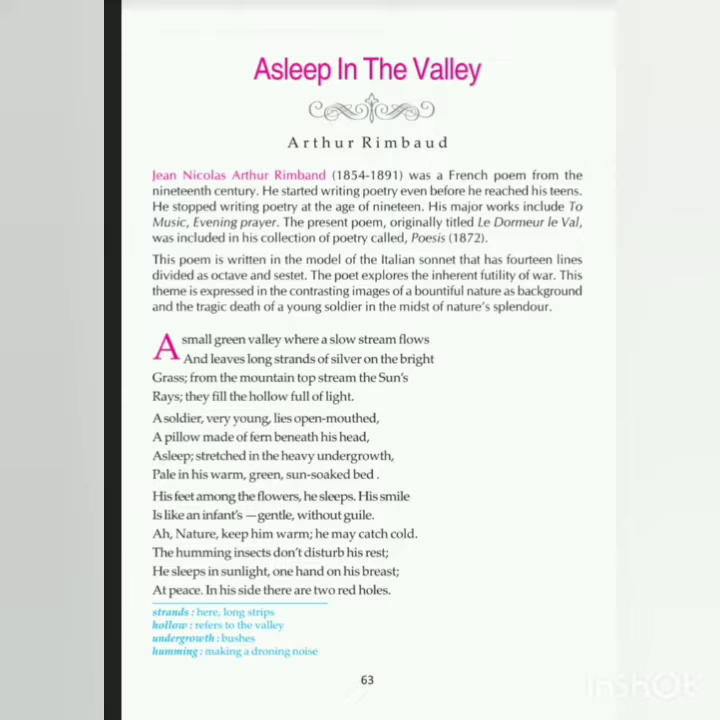 Asleep In The Valley
Arthur Rimbaud
Jean Nicolas Arthur Rimband (1854-1891) was a French poem from the
nineteenth century. He started writing poetry even before he reached his teens.
He stopped writing poetry at the age of nineteen. His major works include To
Music, Evening prayer. The present poem, originally titled Le Dormeur le Val,
was included in his collection of poetry called, Poesis (1872).
This poem is written in the model of the Italian sonnet that has fourteen lines
divided as octave and sestet. The poet explores the inherent futility of war. This
theme is expressed in the contrasting images of a bountiful nature as background
and the tragic death of a young soldier in the midst of nature's splendour.
A small green valley where a slow stream flows
And leaves long strands of silver on the bright
Grass; from the mountain top stream the Sun's
Rays; they fill the hollow full of light.
A soldier, very young, lies open-mouthed,
A pillow made of fern beneath his head,
Asleep; stretched in the heavy undergrowth,
Pale in his warm, green, sun-soaked bed .
His feet among the flowers, he sleeps. His smile
Is like an infant's —gentle, without guile.
Ah, Nature, keep him warm; he may catch cold.
The humming insects don't disturb his rest;
He sleeps in sunlight, one hand on his breast;
At peace. In his side there are two red holes.
strands : here, long strips
hollow : refers to the valley
undergrowth : bushes
humming : making a droning noise
63
InShOt